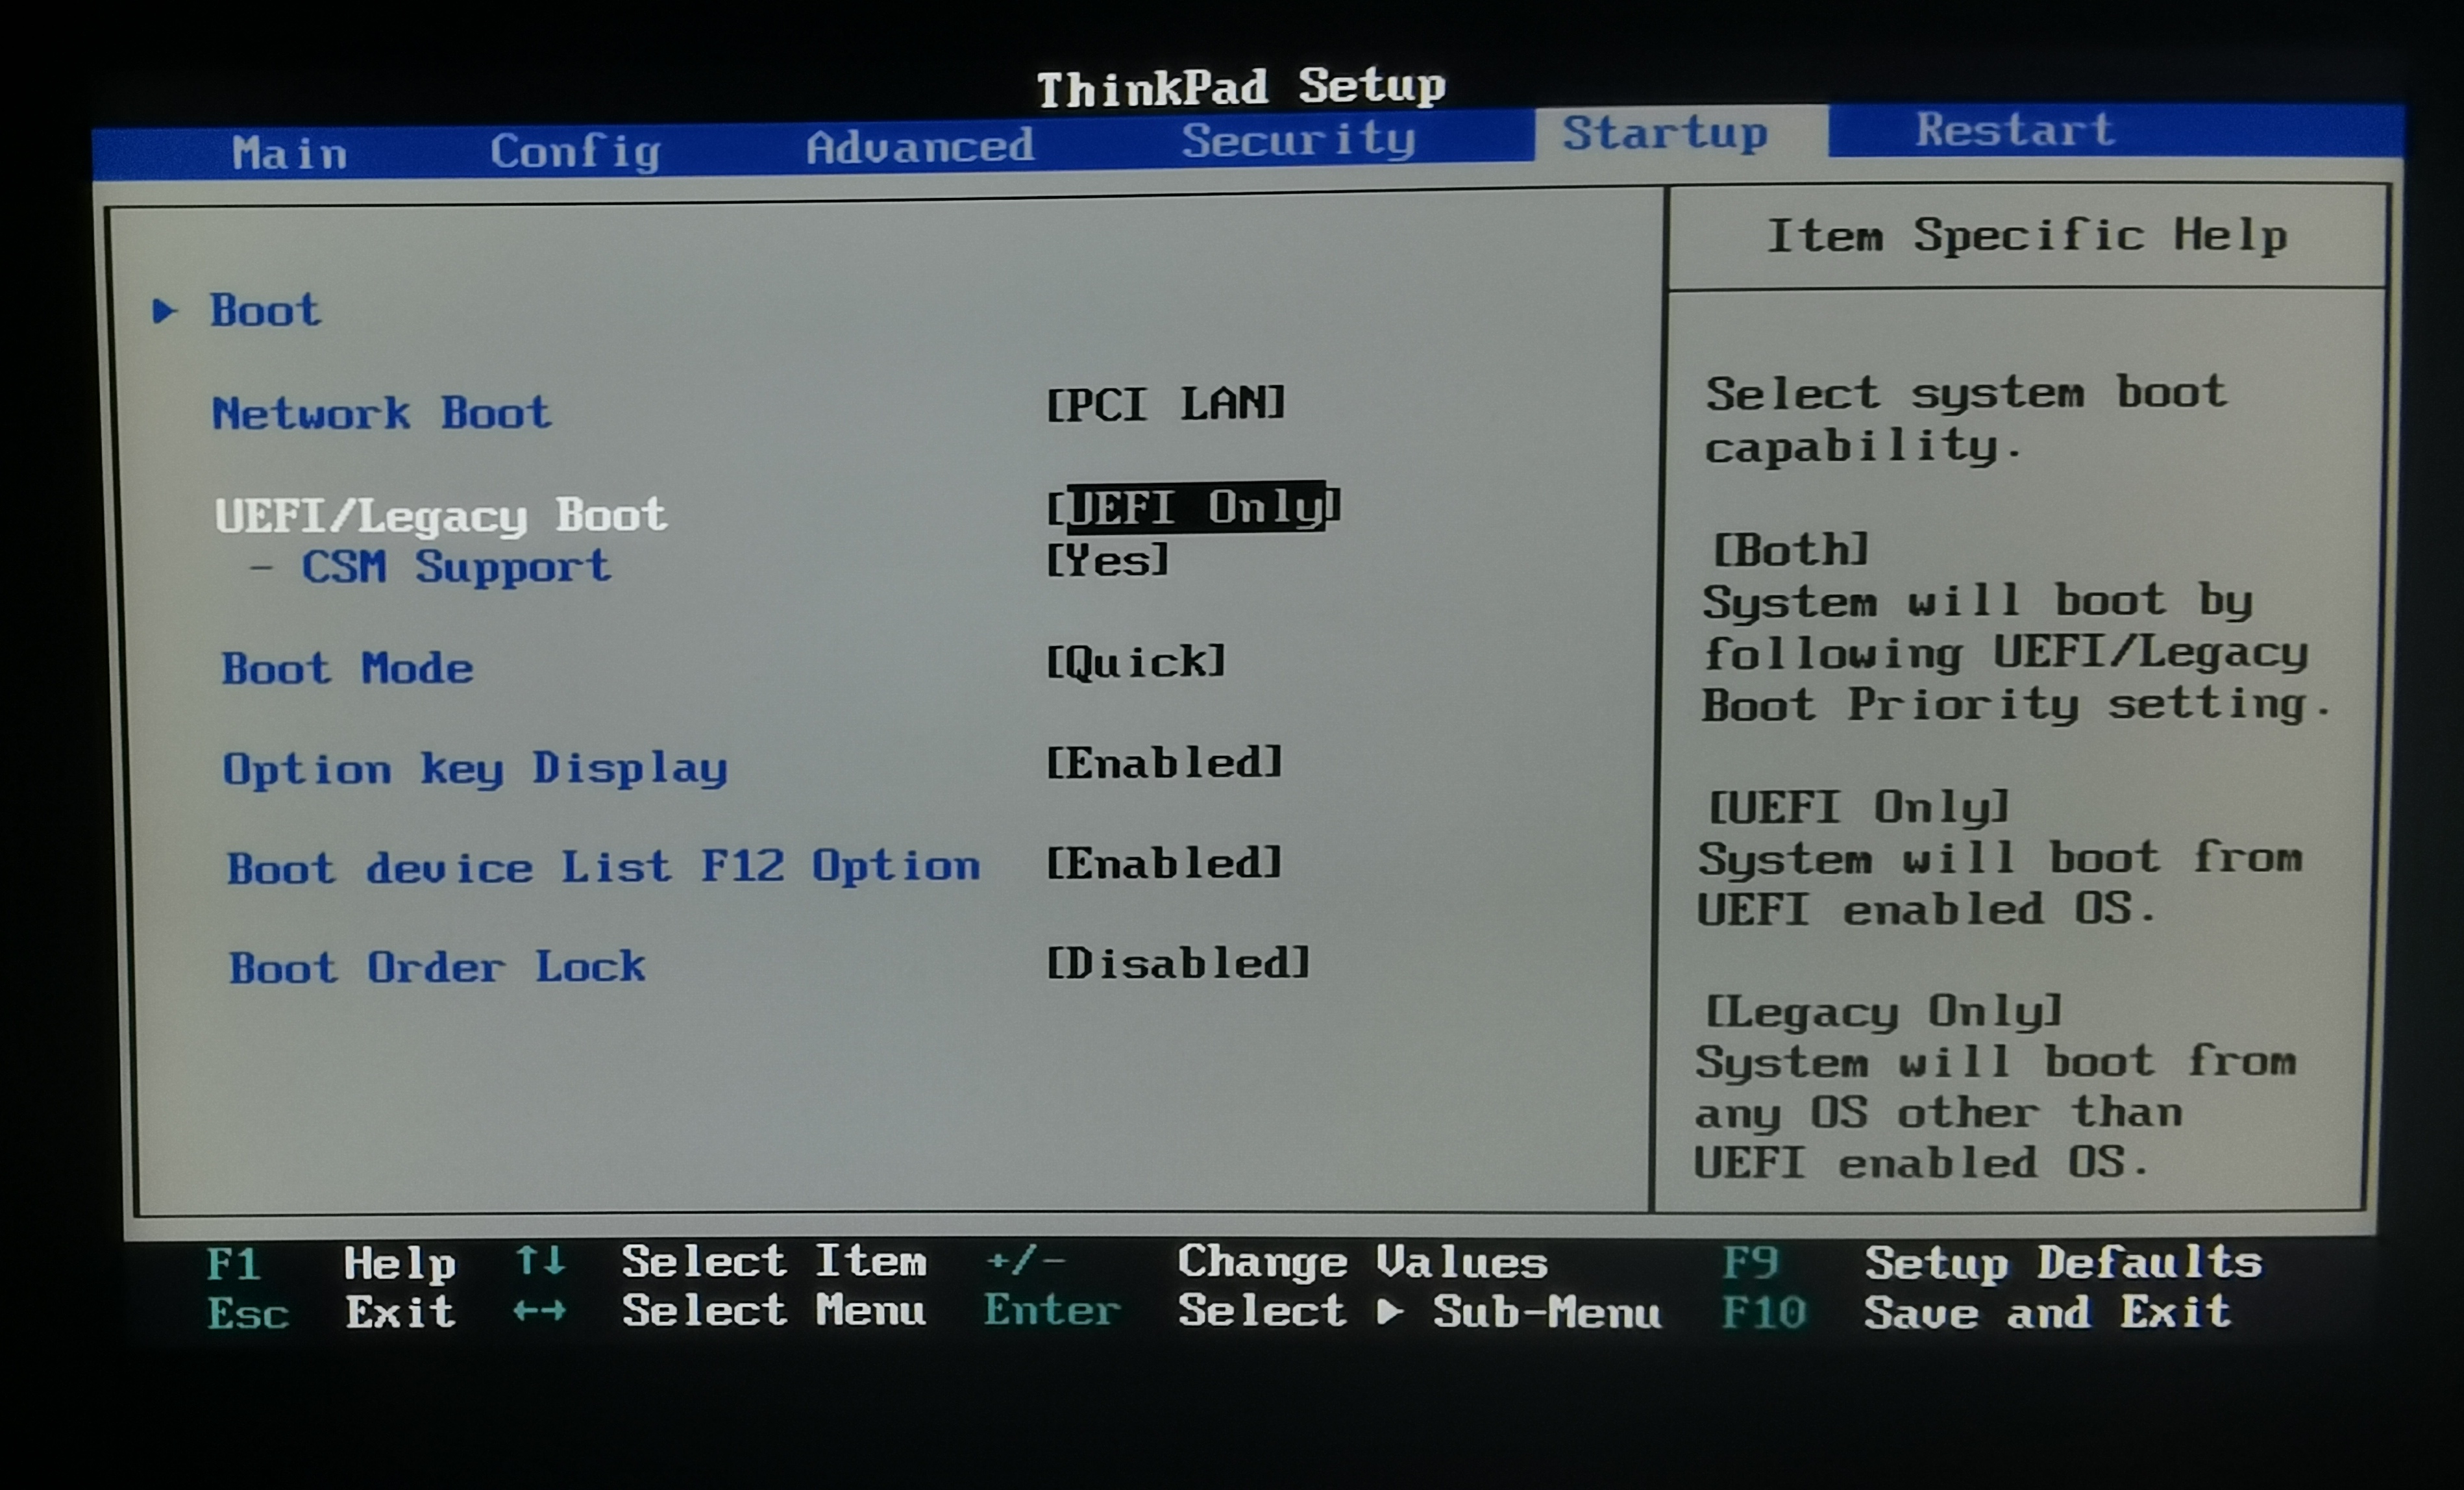 ThinkPad Setup
Main Config Advanced Security Startup Restart
Item Specific Help
▶ Boot
Network Boot [PCI LAN]
UEFI/Legacy Boot [UEFI Only]
- CSM Support [Yes]
Boot Mode [Quick]
Option key Display [Enabled]
Boot device List F12 Option [Enabled]
Boot Order Lock [Disabled]
Select system boot
capability.
[Both]
System will boot by
following UEFI/Legacy
Boot Priority setting.
[UEFI Only]
System will boot from
UEFI enabled OS.
[Legacy Only]
System will boot from
any OS other than
UEFI enabled OS.
F1 Help ↑↓ Select Item +/- Change Values F9 Setup Defaults
Esc Exit ↔ Select Menu Enter Select ▶ Sub-Menu F10 Save and Exit